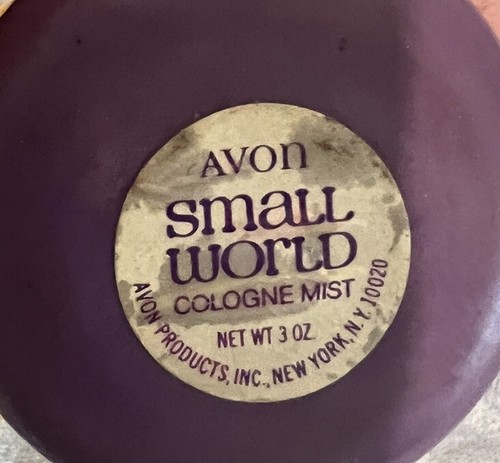 AVON
small
world
COLOGNE MIST
NET WT 3 OZ
AVON PRODUCTS, INC., NEW YORK, N.Y. 10020